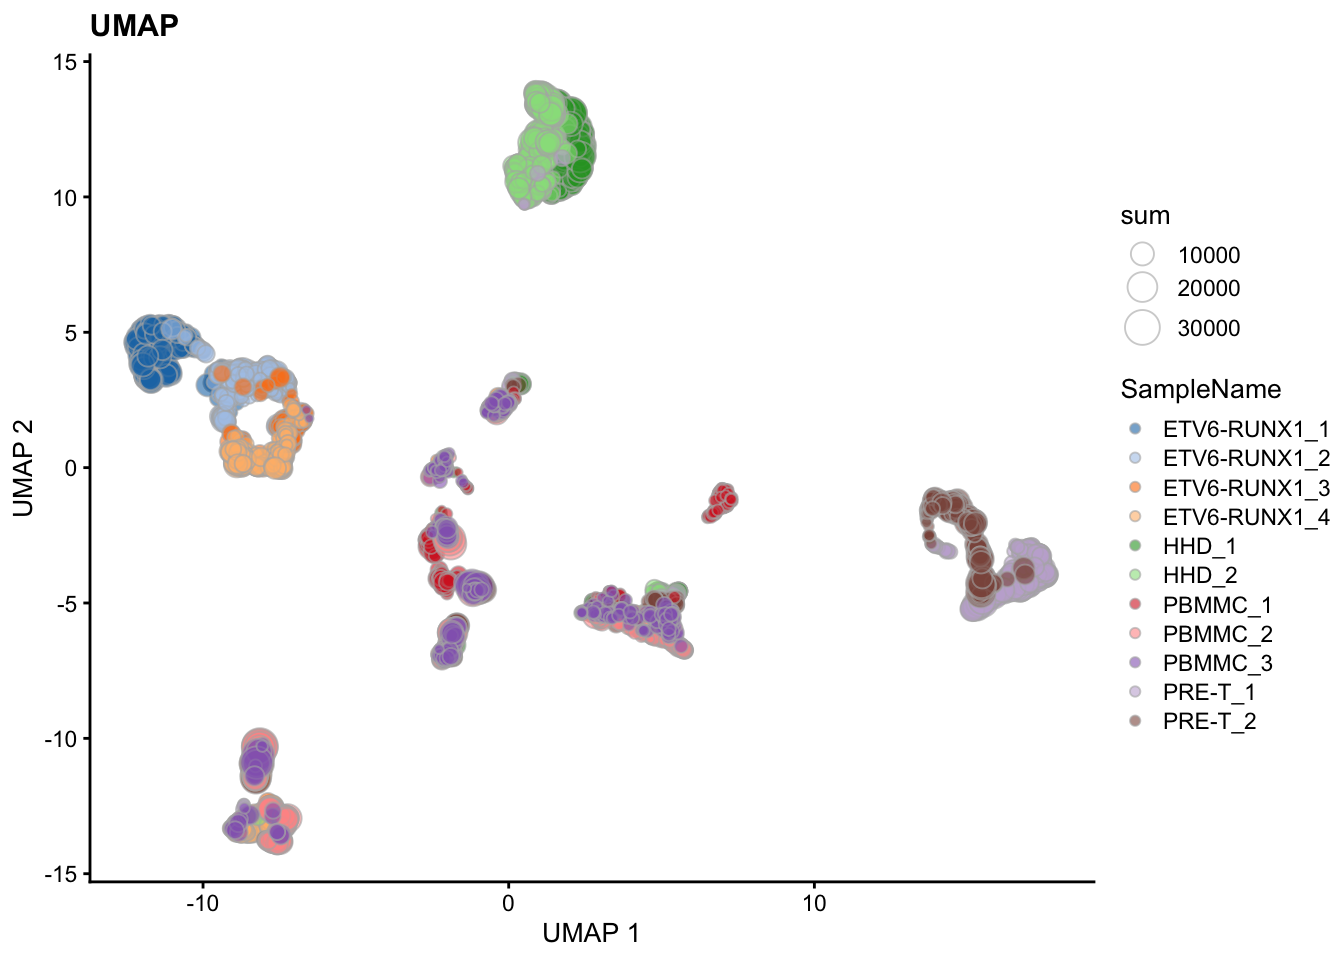 UMAP
15
10
5
0
-5
-10
-15
UMAP 2
-10
0
10
UMAP 1
sum
10000
20000
30000
SampleName
ETV6-RUNX1_1
ETV6-RUNX1_2
ETV6-RUNX1_3
ETV6-RUNX1_4
HHD_1
HHD_2
PBMMC_1
PBMMC_2
PBMMC_3
PRE-T_1
PRE-T_2